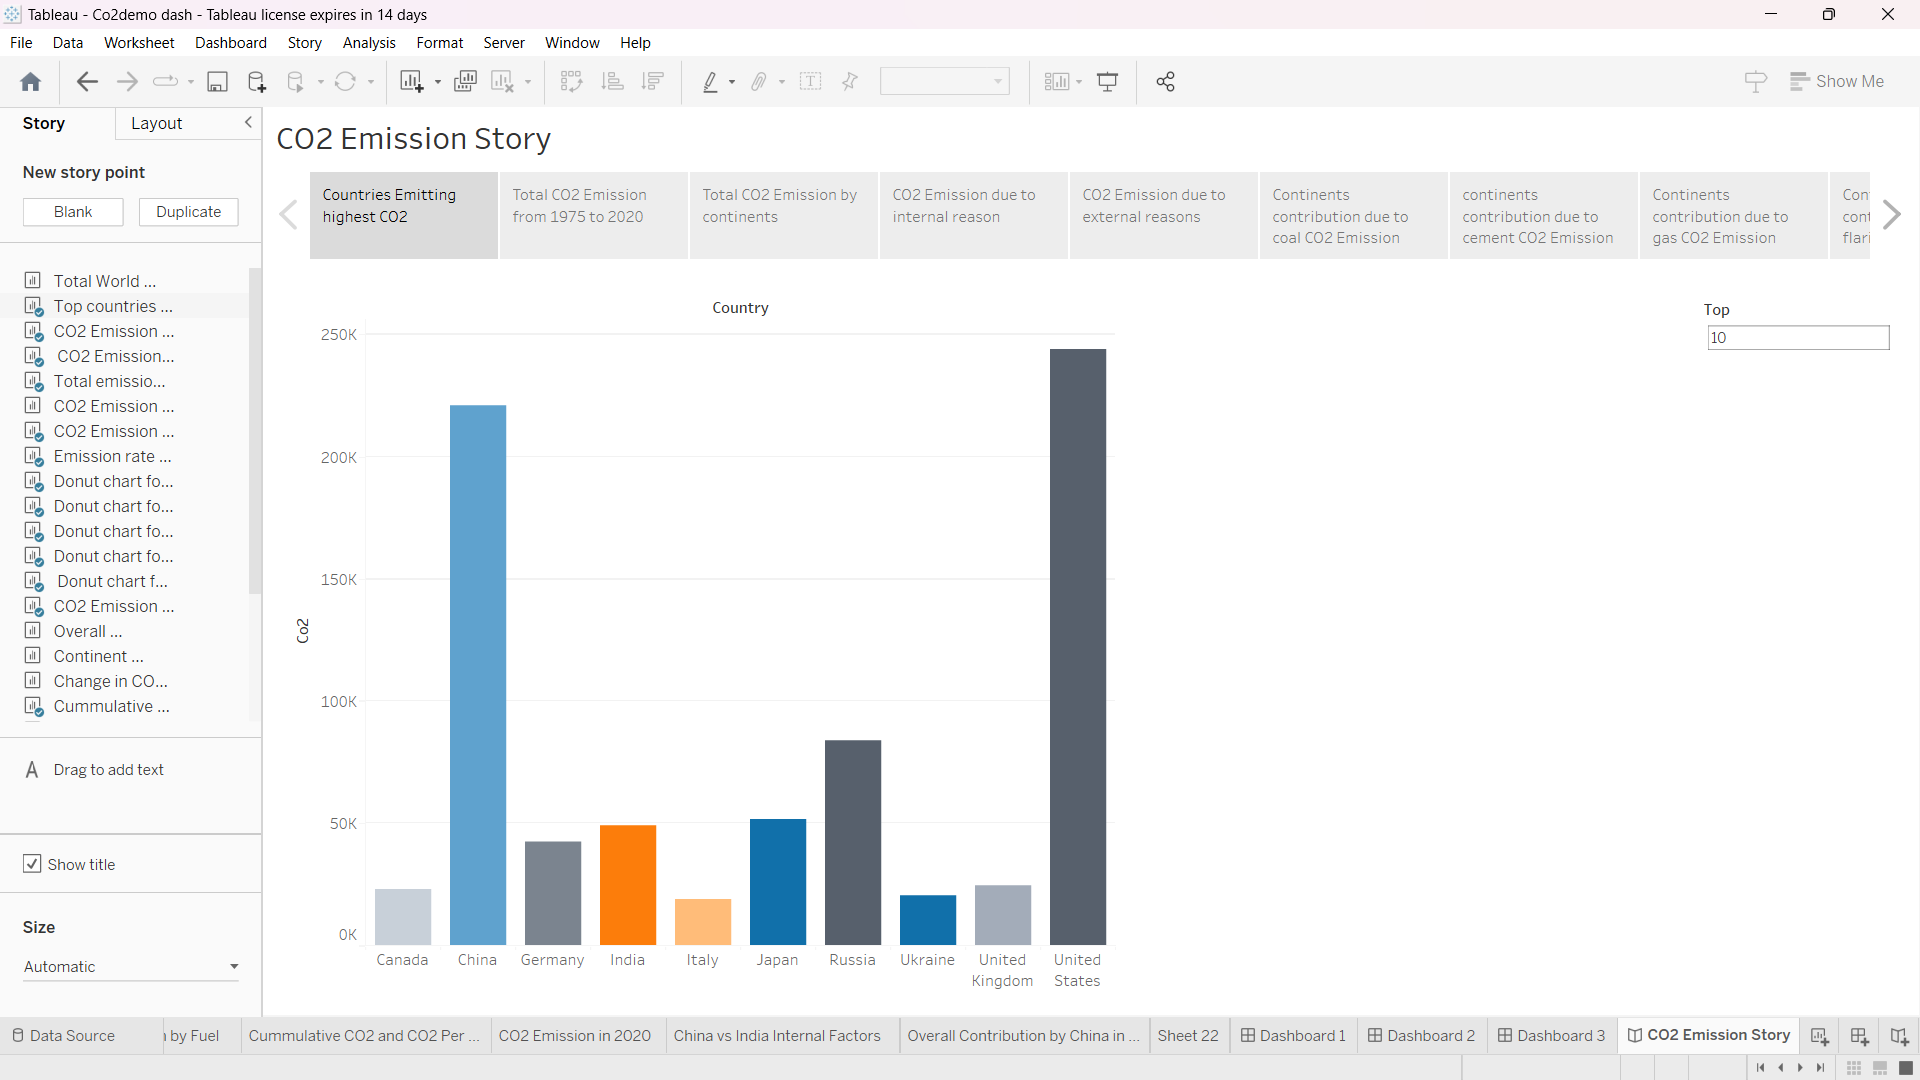 Tableau - Co2demo dash - Tableau license expires in 14 days
File Data Worksheet Dashboard Story Analysis Format Server Window Help
Show Me
Story Layout
New story point
Blank Duplicate
Total World ...
Top countries ...
CO2 Emission ...
CO2 Emission...
Total emissio...
CO2 Emission ...
CO2 Emission ...
Emission rate ...
Donut chart fo...
Donut chart fo...
Donut chart fo...
Donut chart fo...
Donut chart f...
CO2 Emission ...
Overall ...
Continent ...
Change in CO...
Cummulative ...
A Drag to add text
Show title
Size
Automatic
CO2 Emission Story
Countries Emitting
highest CO2
Total CO2 Emission
from 1975 to 2020
Total CO2 Emission by
continents
CO2 Emission due to
internal reason
CO2 Emission due to
external reasons
Continents
contribution due to
coal CO2 Emission
continents
contribution due to
cement CO2 Emission
Continents
contribution due to
gas CO2 Emission
Con
cont
flari
Country
Top
10
250K
200K
150K
100K
50K
0K
Co2
Canada China Germany India Italy Japan Russia Ukraine United Kingdom United States
Data Source by Fuel Cummulative CO2 and CO2 Per ... CO2 Emission in 2020 China vs India Internal Factors Overall Contribution by China in ... Sheet 22 Dashboard 1 Dashboard 2 Dashboard 3 CO2 Emission Story